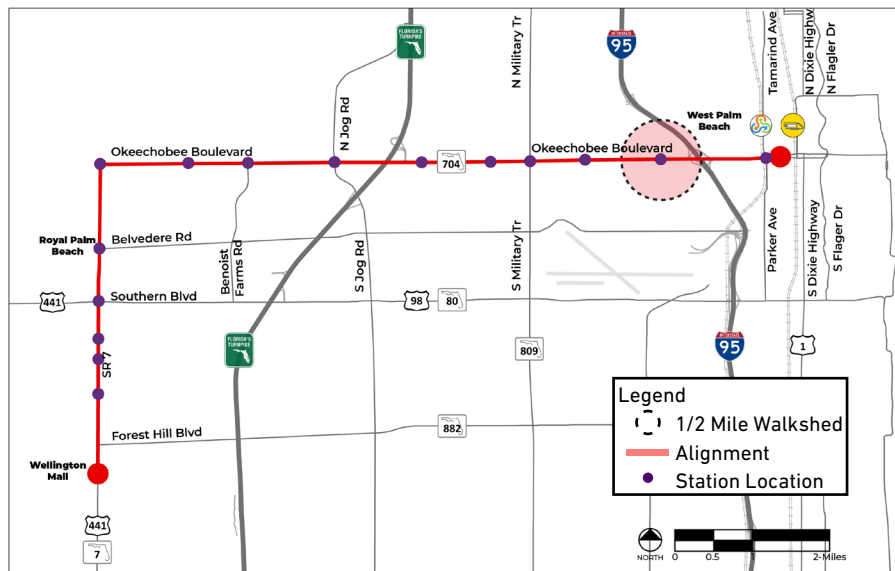 FLORIDA'S
TURNPIKE
N Military Tr
INTERSTATE
95
Tamarind Ave
N Dixie Highway
N Flagler Dr
N Jog Rd
West Palm
Beach
Okeechobee Boulevard
704
Okeechobee Boulevard
Royal Palm
Beach
Belvedere Rd
Benoist
Farms Rd
S Jog Rd
S Military Tr
Parker Ave
S Dixie Highway
S Flager Dr
441
Southern Blvd
98
80
SR 7
FLORIDA'S
TURNPIKE
809
INTERSTATE
95
1
Forest Hill Blvd
882
Wellington
Mall
441
7
Legend
1/2 Mile Walkshed
Alignment
Station Location
NORTH
0
0.5
2-Miles